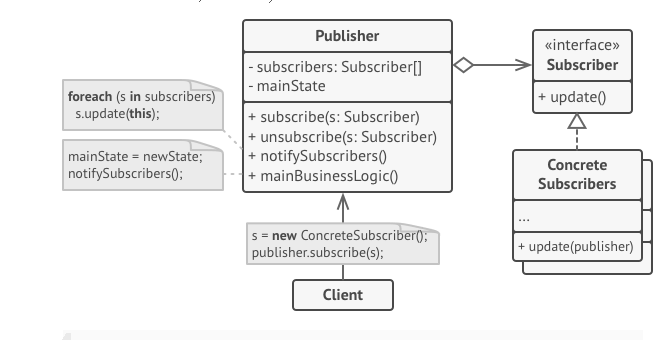 Publisher
- subscribers: Subscriber[]
- mainState
+ subscribe(s: Subscriber)
+ unsubscribe(s: Subscriber)
+ notifySubscribers()
+ mainBusinessLogic()
foreach (s in subscribers)
s.update(this);
mainState = newState;
notifySubscribers();
«interface»
Subscriber
+ update()
Concrete
Subscribers
...
+ update(publisher)
s = new ConcreteSubscriber();
publisher.subscribe(s);
Client